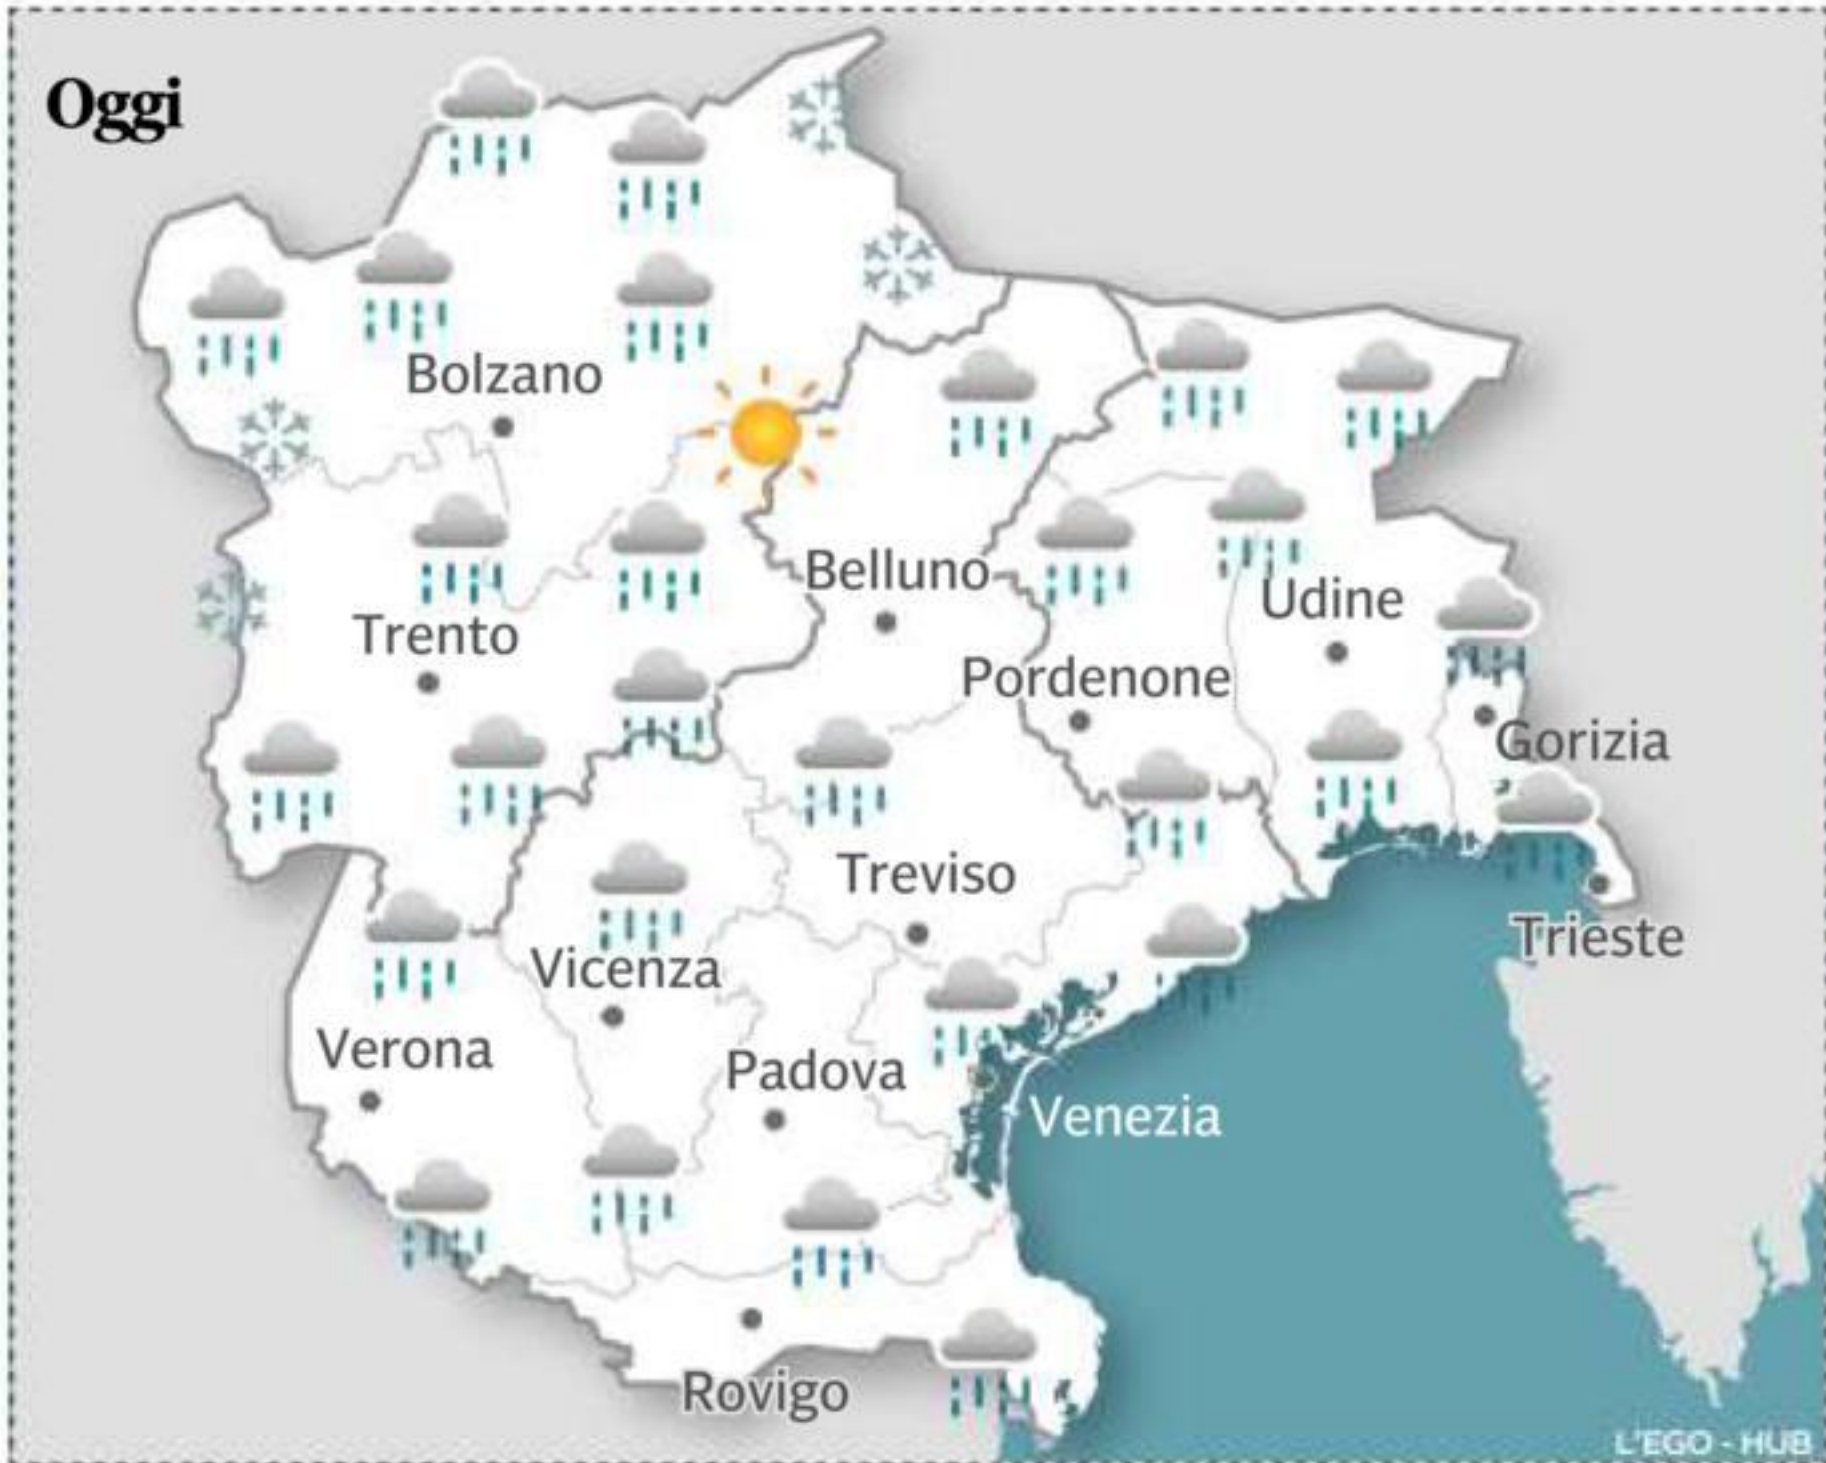 Oggi
Bolzano
Belluno
Udine
Trento
Pordenone
Gorizia
Treviso
Trieste
Vicenza
Verona
Padova
Venezia
Rovigo
L'EGO - HUB